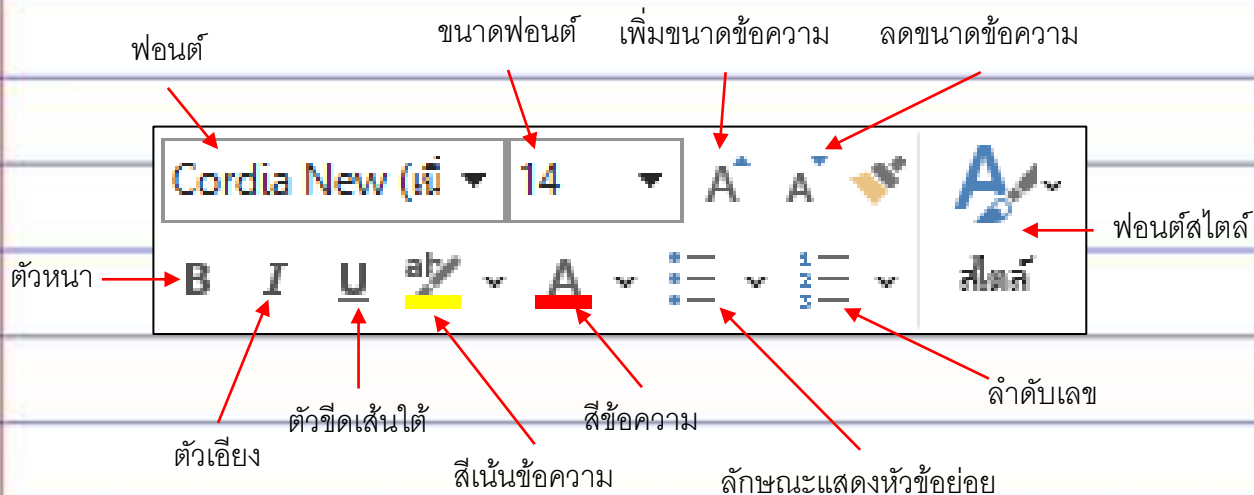 ฟอนต์
ขนาดฟอนต์
เพิ่มขนาดข้อความ
ลดขนาดข้อความ
Cordia New (เนื้
14
A
A
A
ฟอนต์สไตล์
ตัวหนา
B
I
U
ab
A
1
2
3
สไตล์
ลำดับเลข
ตัวขีดเส้นใต้
สีข้อความ
ตัวเอียง
สีเน้นข้อความ
ลักษณะแสดงหัวข้อย่อย